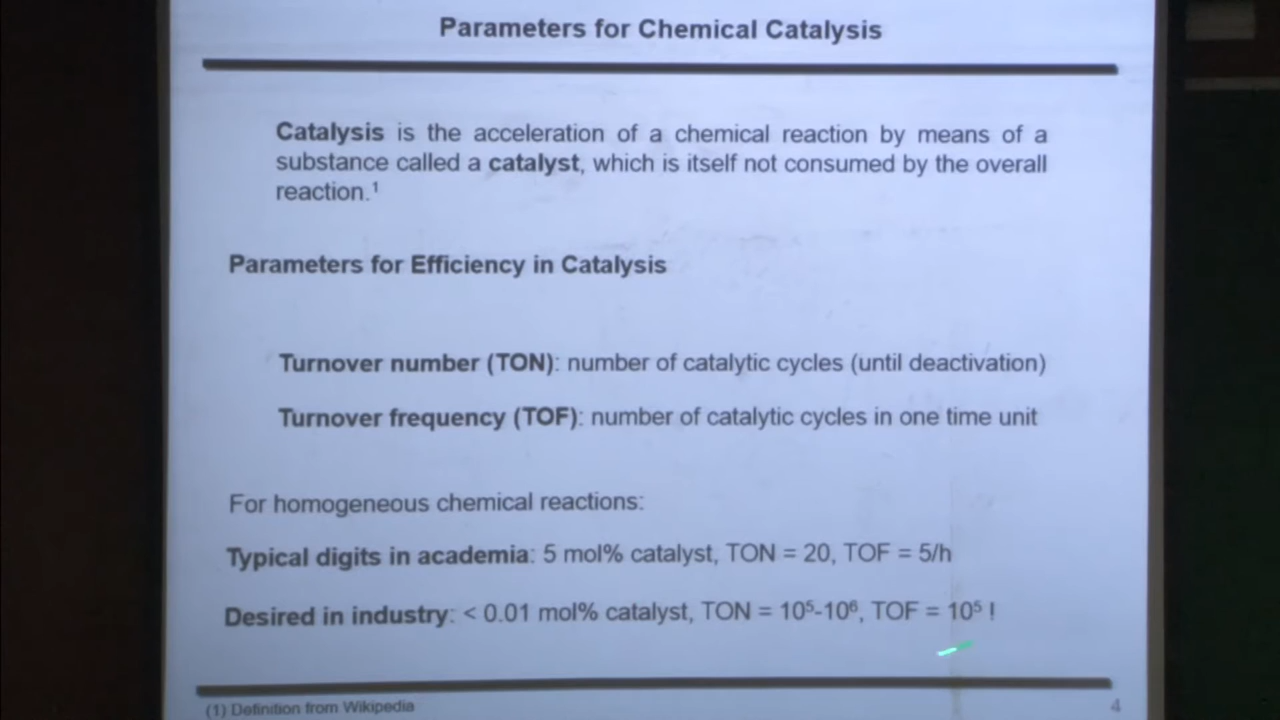 Parameters for Chemical Catalysis
Catalysis is the acceleration of a chemical reaction by means of a
substance called a catalyst, which is itself not consumed by the overall
reaction.¹
Parameters for Efficiency in Catalysis
Turnover number (TON): number of catalytic cycles (until deactivation)
Turnover frequency (TOF): number of catalytic cycles in one time unit
For homogeneous chemical reactions:
Typical digits in academia: 5 mol% catalyst, TON = 20, TOF = 5/h
Desired in industry: < 0.01 mol% catalyst, TON = 10⁵-10⁶, TOF = 10⁵ !
(1) Definition from Wikipedia
4